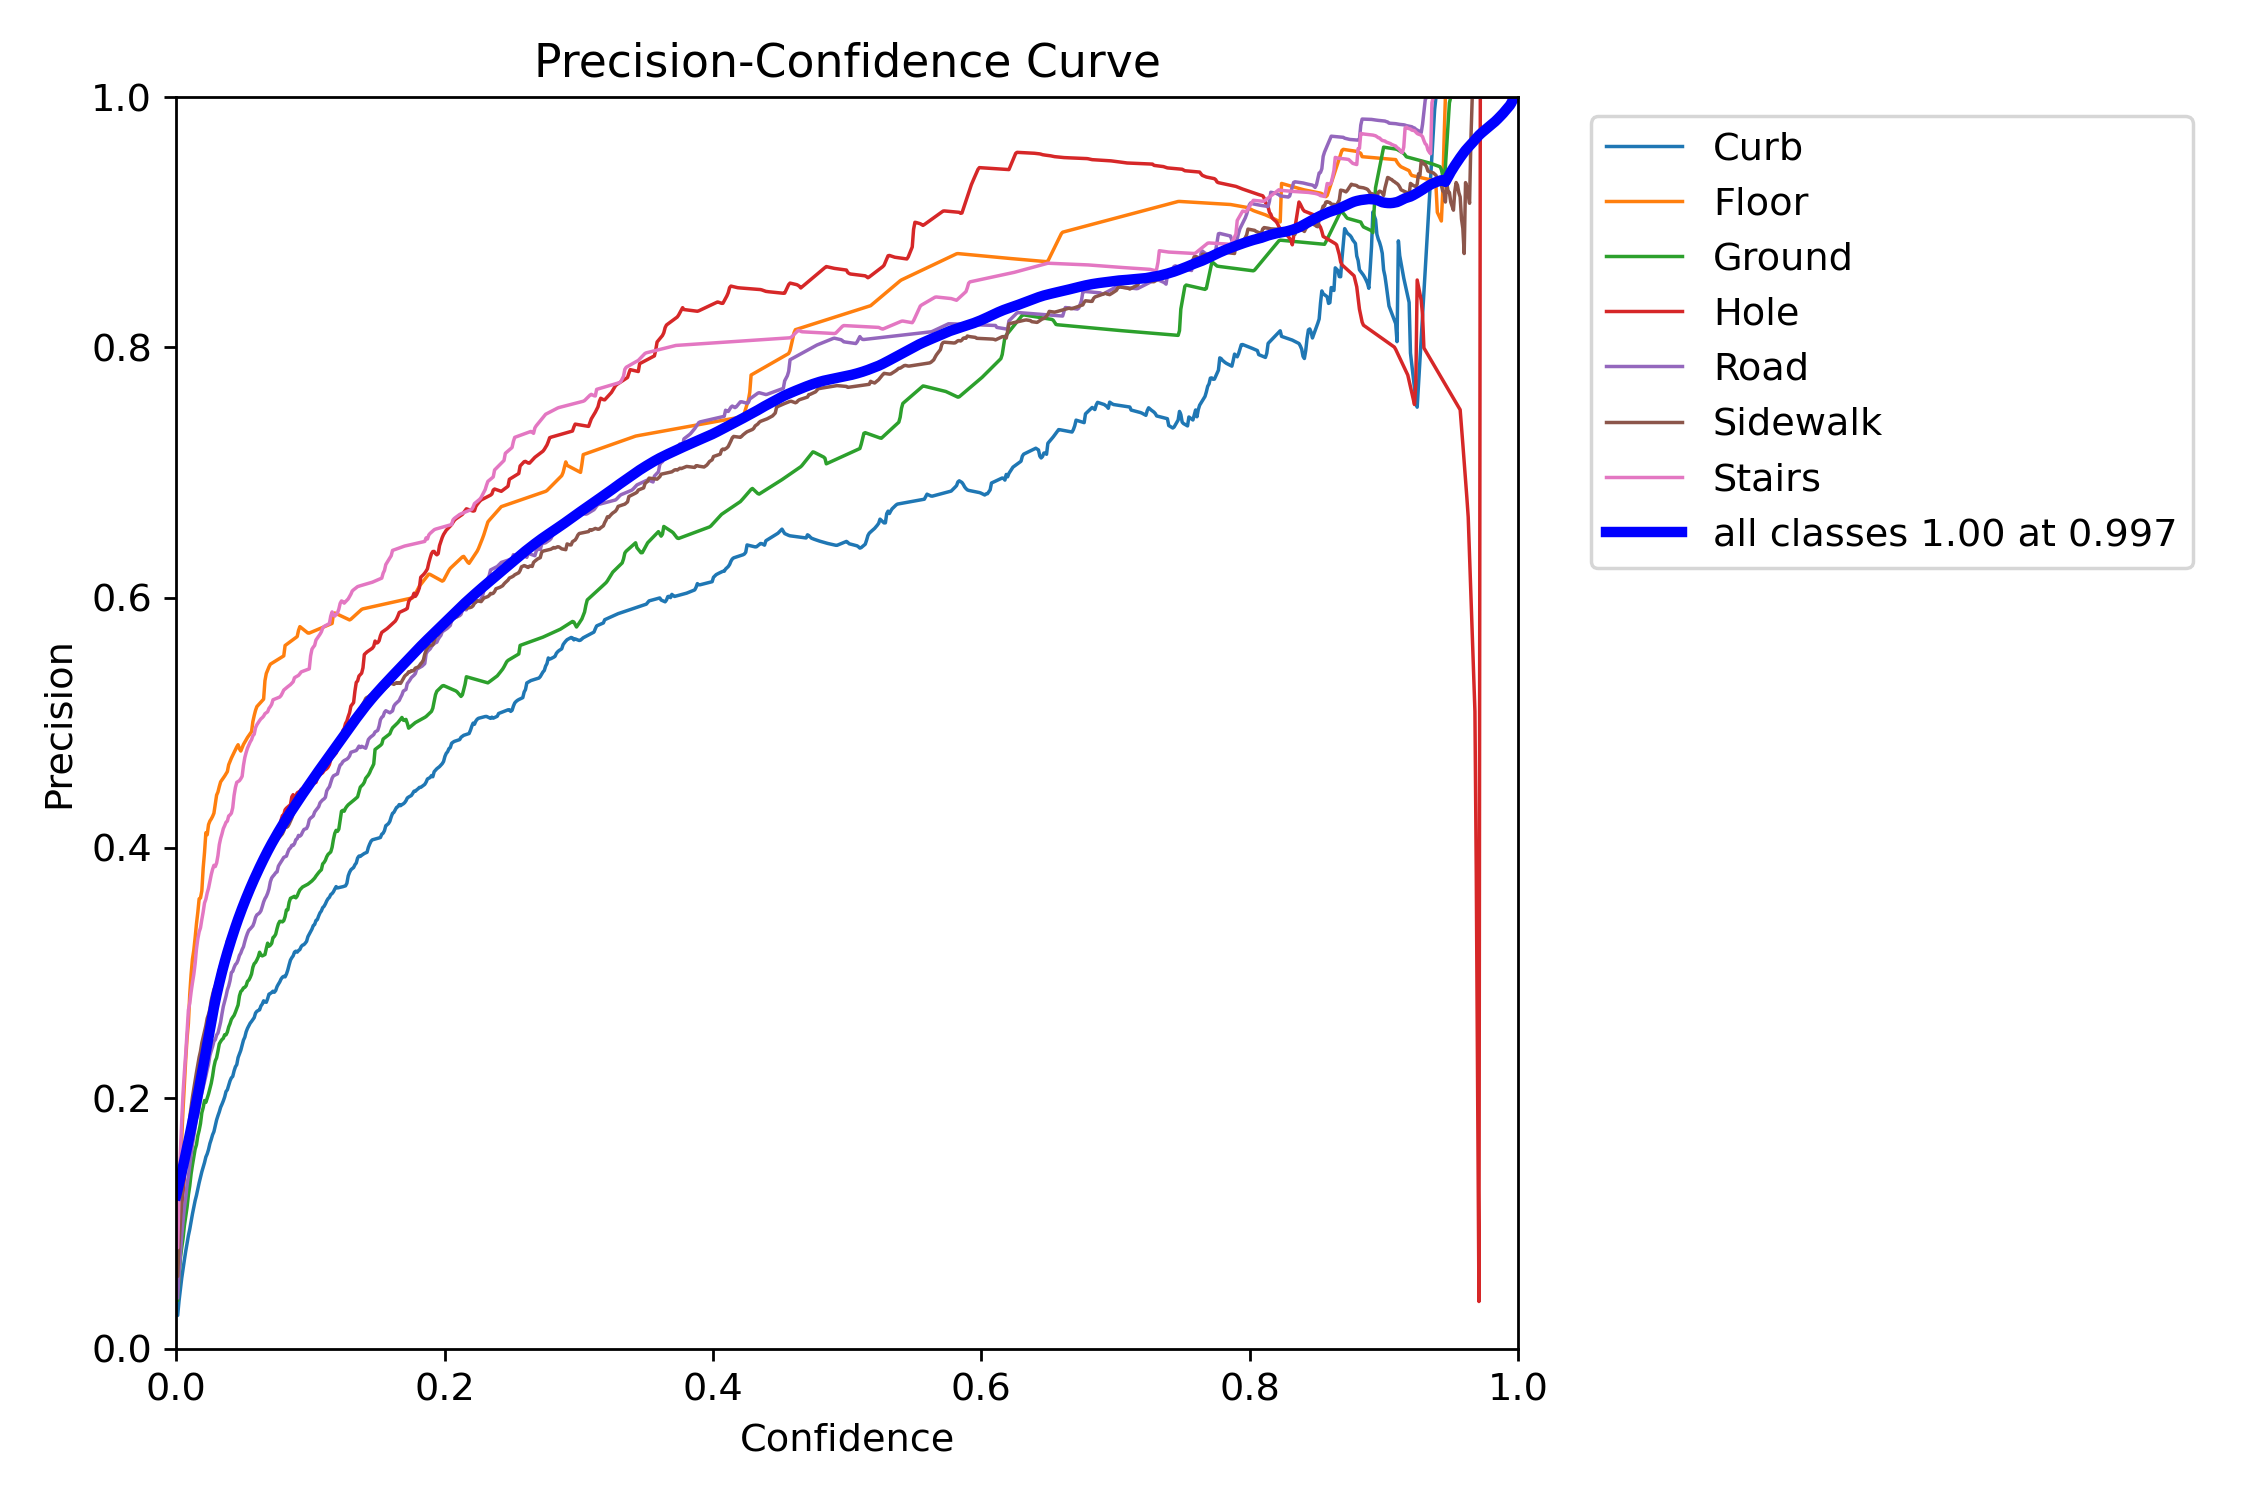 Precision-Confidence Curve
1.0
0.8
0.6
0.4
0.2
0.0
Precision
0.0 0.2 0.4 0.6 0.8 1.0
Confidence
Curb
Floor
Ground
Hole
Road
Sidewalk
Stairs
all classes 1.00 at 0.997